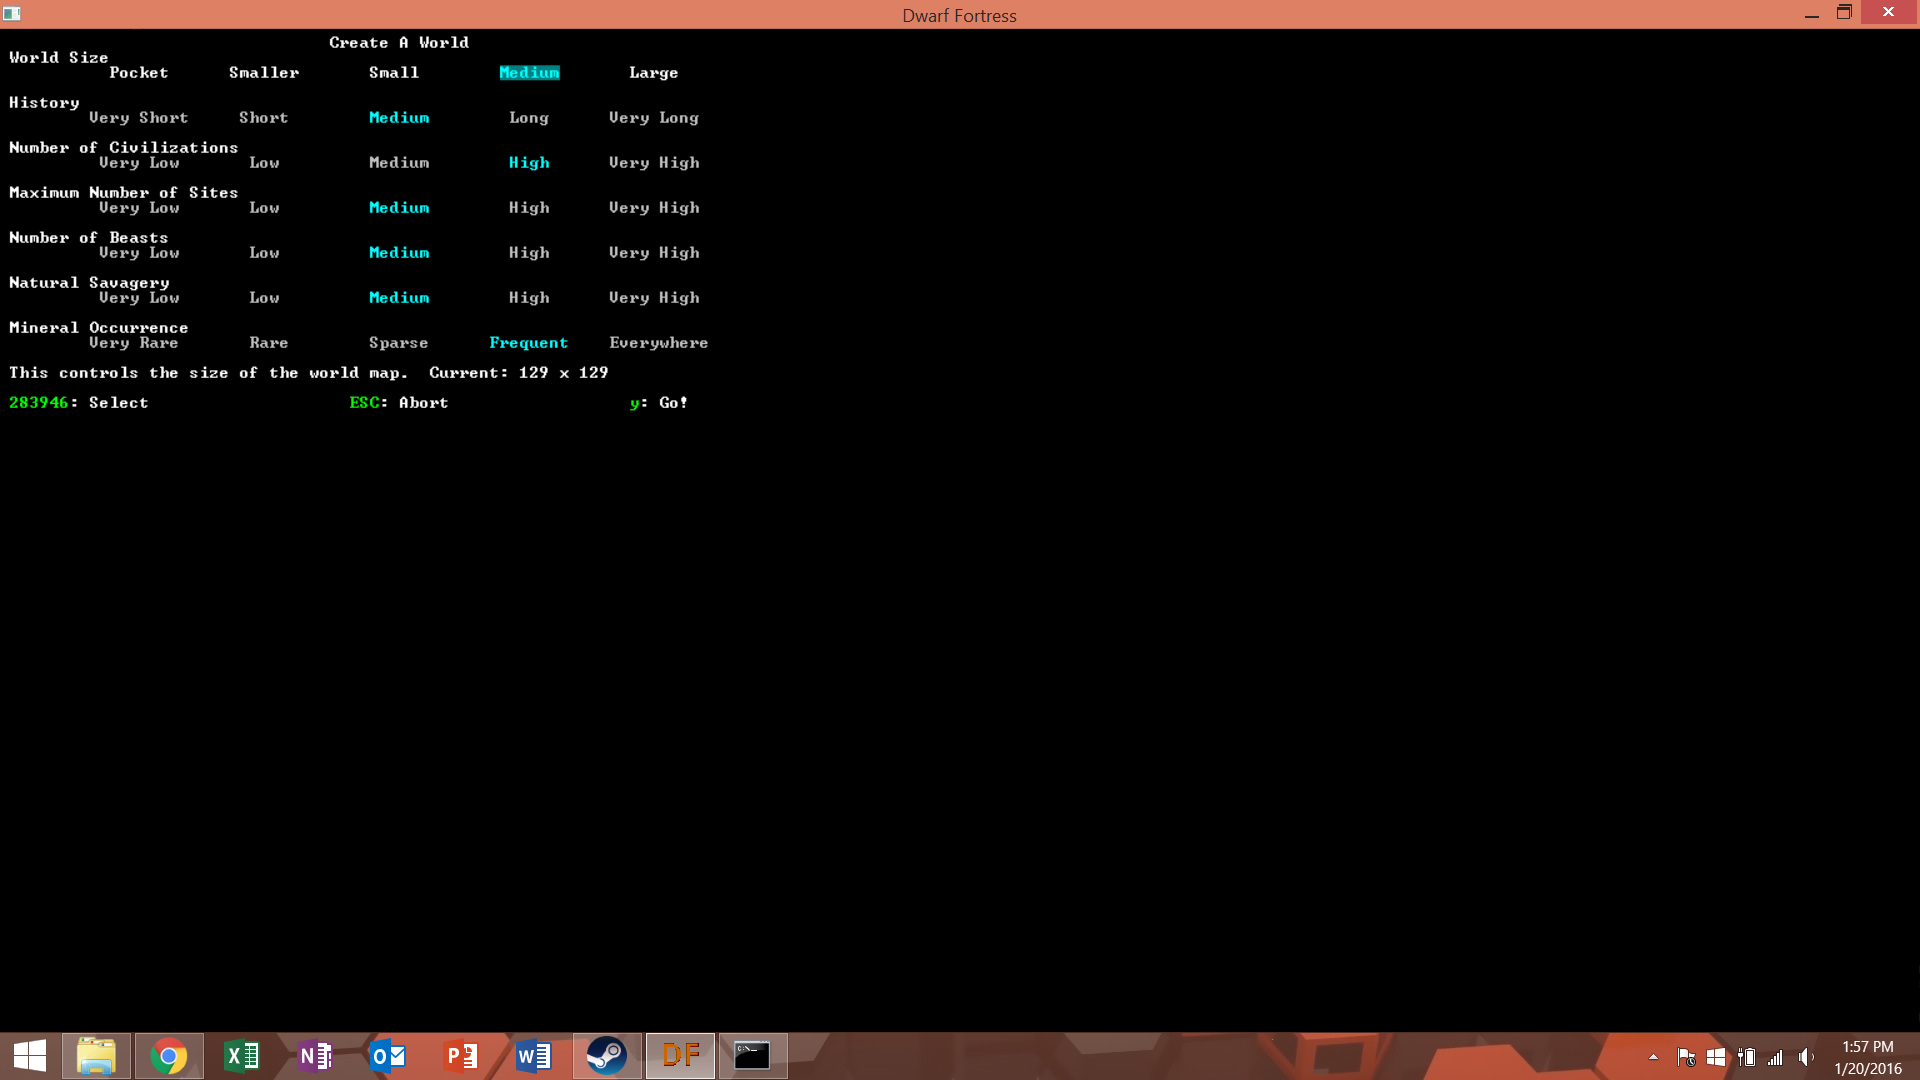 Dwarf Fortress
Create A World
World Size
Pocket Smaller Small Medium Large
History
Very Short Short Medium Long Very Long
Number of Civilizations
Very Low Low Medium High Very High
Maximum Number of Sites
Very Low Low Medium High Very High
Number of Beasts
Very Low Low Medium High Very High
Natural Savagery
Very Low Low Medium High Very High
Mineral Occurrence
Very Rare Rare Sparse Frequent Everywhere
This controls the size of the world map. Current: 129 x 129
283946: Select ESC: Abort y: Go!
DF
1:57 PM
1/20/2016